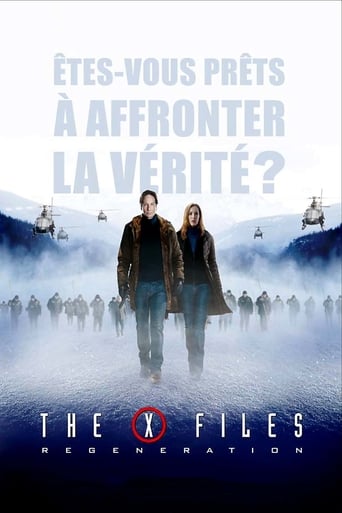 ÊTES-VOUS PRÊTS
À AFFRONTER
LA VÉRITÉ?
THE X FILES
REGENERATION